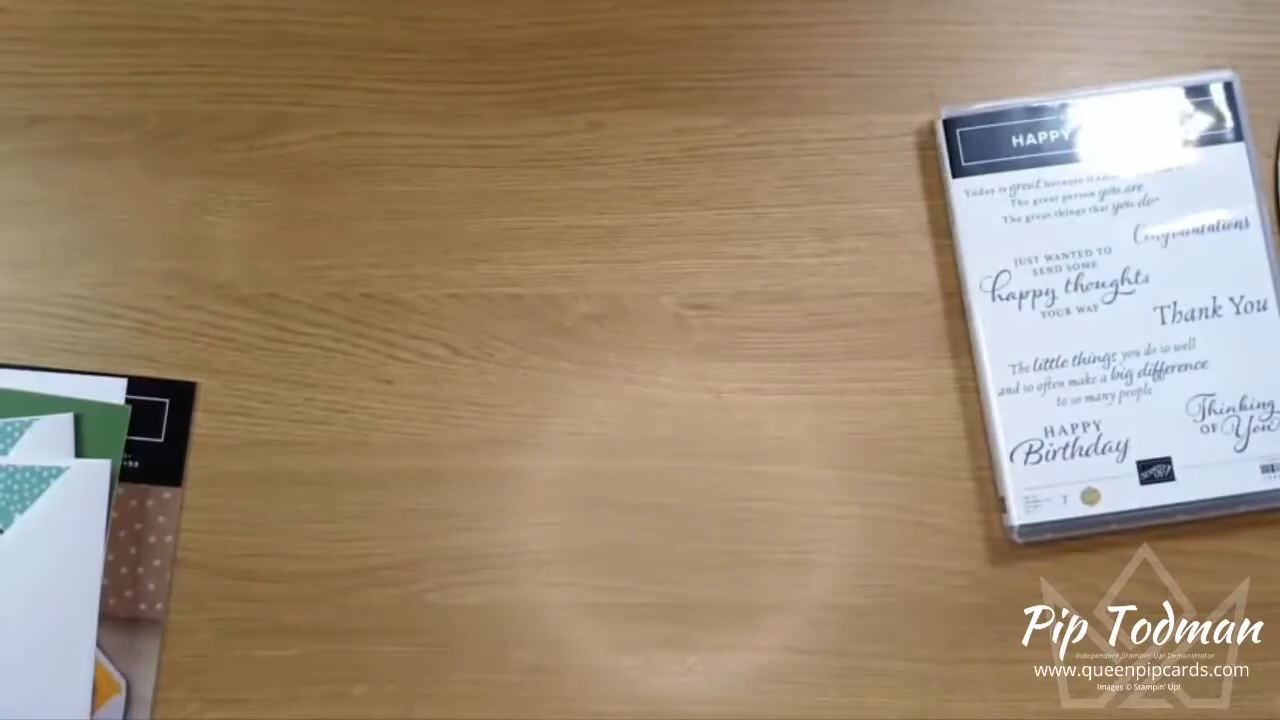 HAPPY
Today is great because
The great person you are
The great things that you do
Congratulations
JUST WANTED TO
SEND SOME
happy thoughts
YOUR WAY
Thank You
The little things you do so well
and so often make a big difference
to so many people
HAPPY
Birthday
Thinking
OF You
STAMPIN' UP!
7
Pip Todman
Independent Stampin' Up! Demonstrator
www.queenpipcards.com
Images © Stampin' Up!